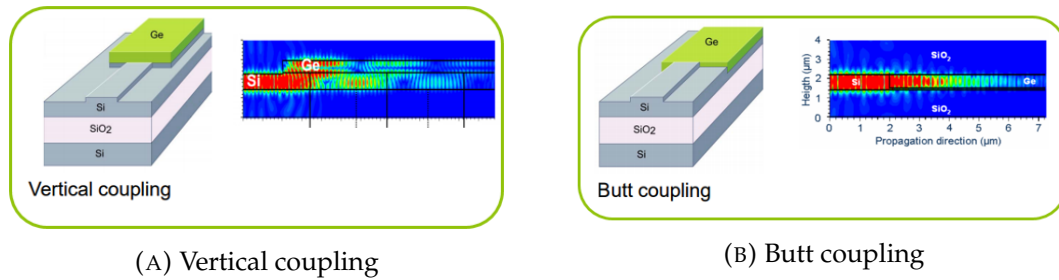 Ge
Si
SiO2
Si
Si
Ge
Vertical coupling
(A) Vertical coupling
Ge
Si
SiO2
Si
Heigth (µm)
4
3
2
1
0
SiO2
Si
Ge
SiO2
0 1 2 3 4 5 6 7
Propagation direction (µm)
Butt coupling
(B) Butt coupling